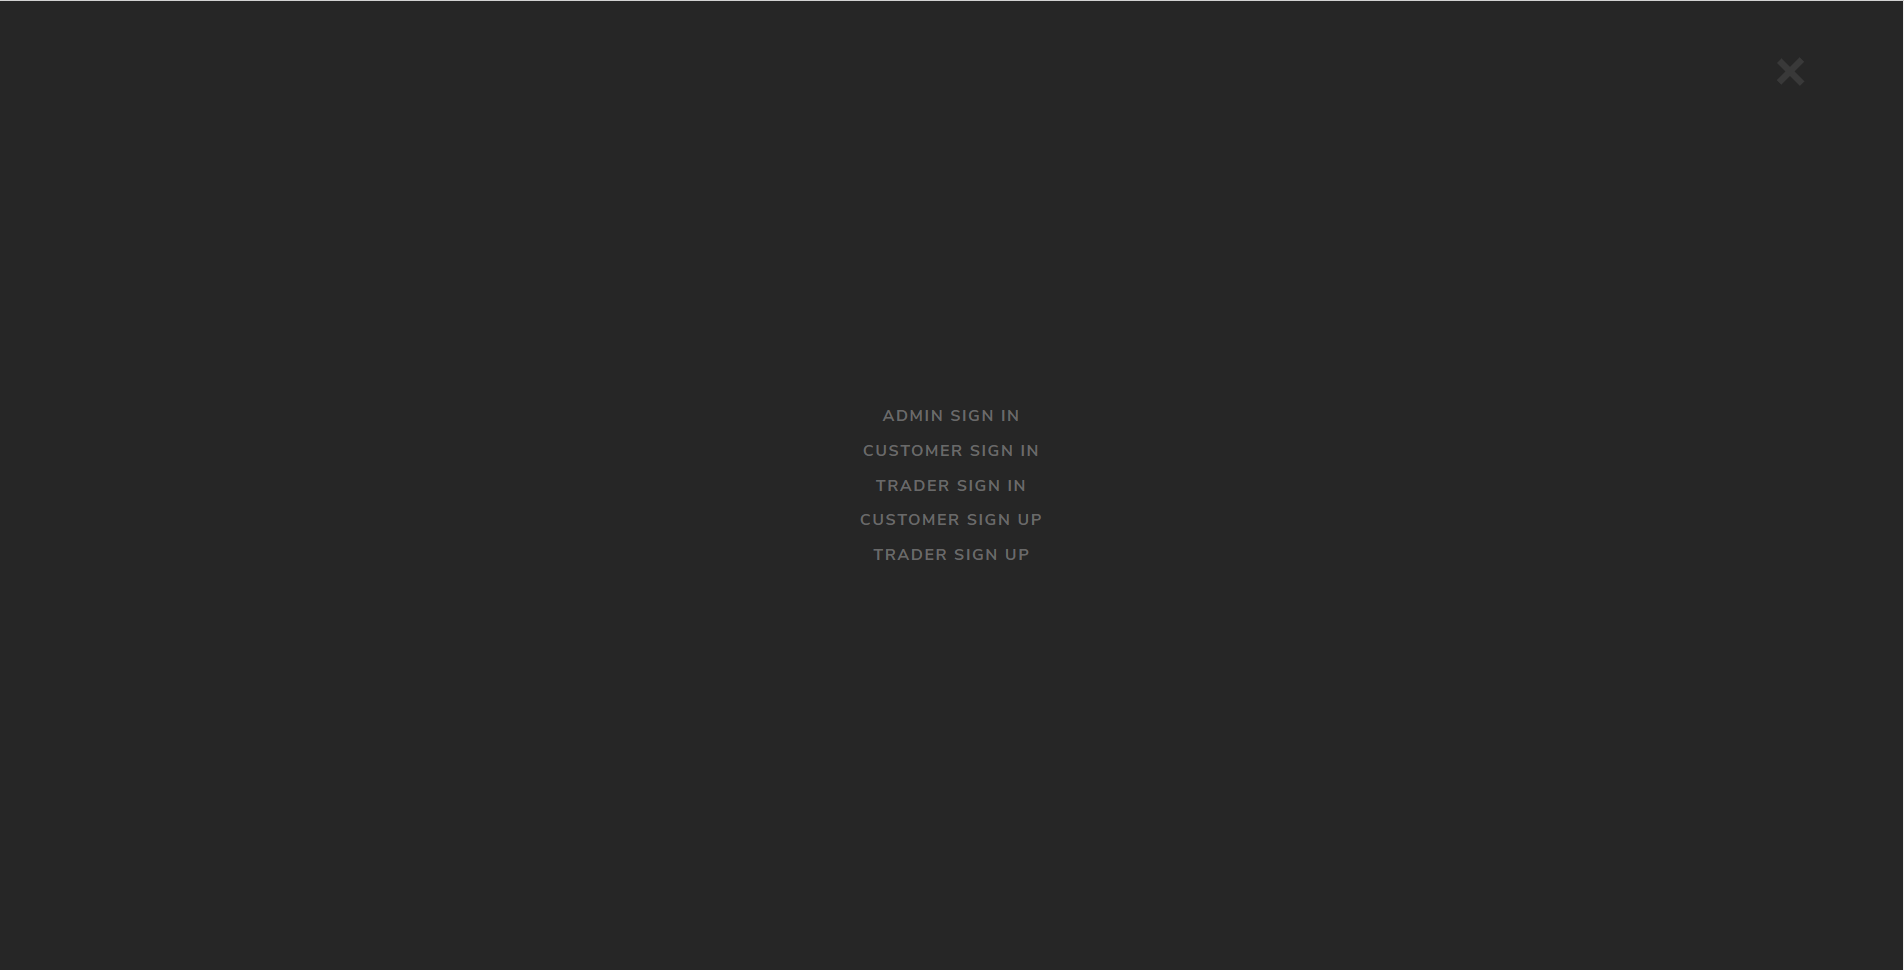 ADMIN SIGN IN
CUSTOMER SIGN IN
TRADER SIGN IN
CUSTOMER SIGN UP
TRADER SIGN UP